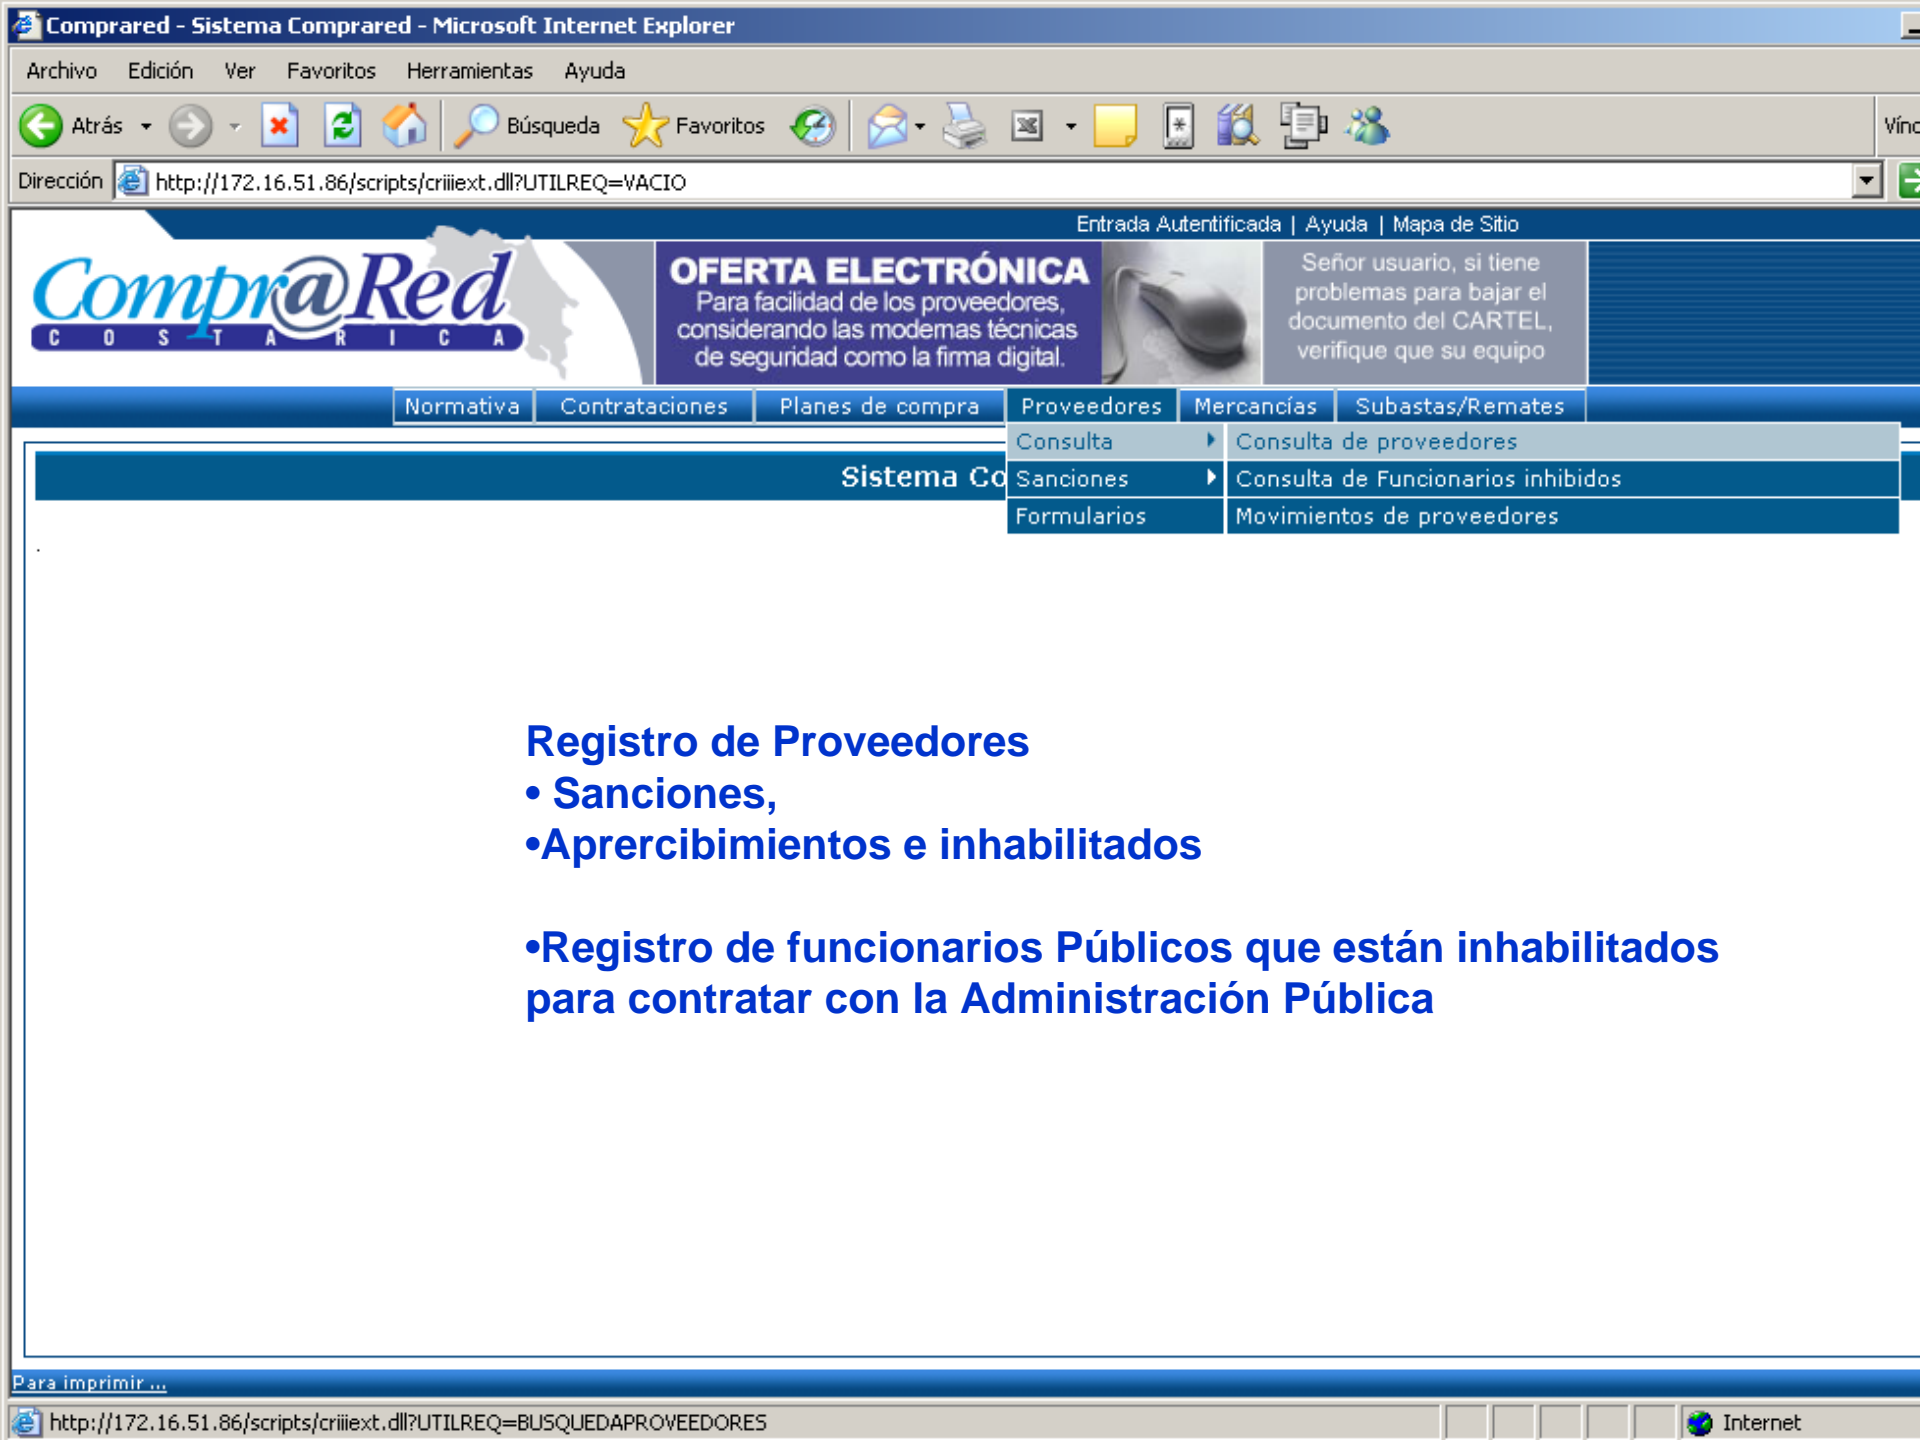 Comprared - Sistema Comprared - Microsoft Internet Explorer
Archivo Edición Ver Favoritos Herramientas Ayuda
Atrás Búsqueda Favoritos
Dirección http://172.16.51.86/scripts/criiiext.dll?UTILREQ=VACIO
Entrada Autentificada | Ayuda | Mapa de Sitio
Compr@Red
COSTA RICA
OFERTA ELECTRÓNICA
Para facilidad de los proveedores,
considerando las modernas técnicas
de seguridad como la firma digital.
Señor usuario, si tiene
problemas para bajar el
documento del CARTEL,
verifique que su equipo
Normativa Contrataciones Planes de compra Proveedores Mercancías Subastas/Remates
Consulta Consulta de proveedores
Sistema Co Sanciones Consulta de Funcionarios inhibidos
Formularios Movimientos de proveedores
.
Registro de Proveedores
• Sanciones,
•Aprercibimientos e inhabilitados
•Registro de funcionarios Públicos que están inhabilitados
para contratar con la Administración Pública
Para imprimir ...
http://172.16.51.86/scripts/criiiext.dll?UTILREQ=BUSQUEDAPROVEEDORES Internet